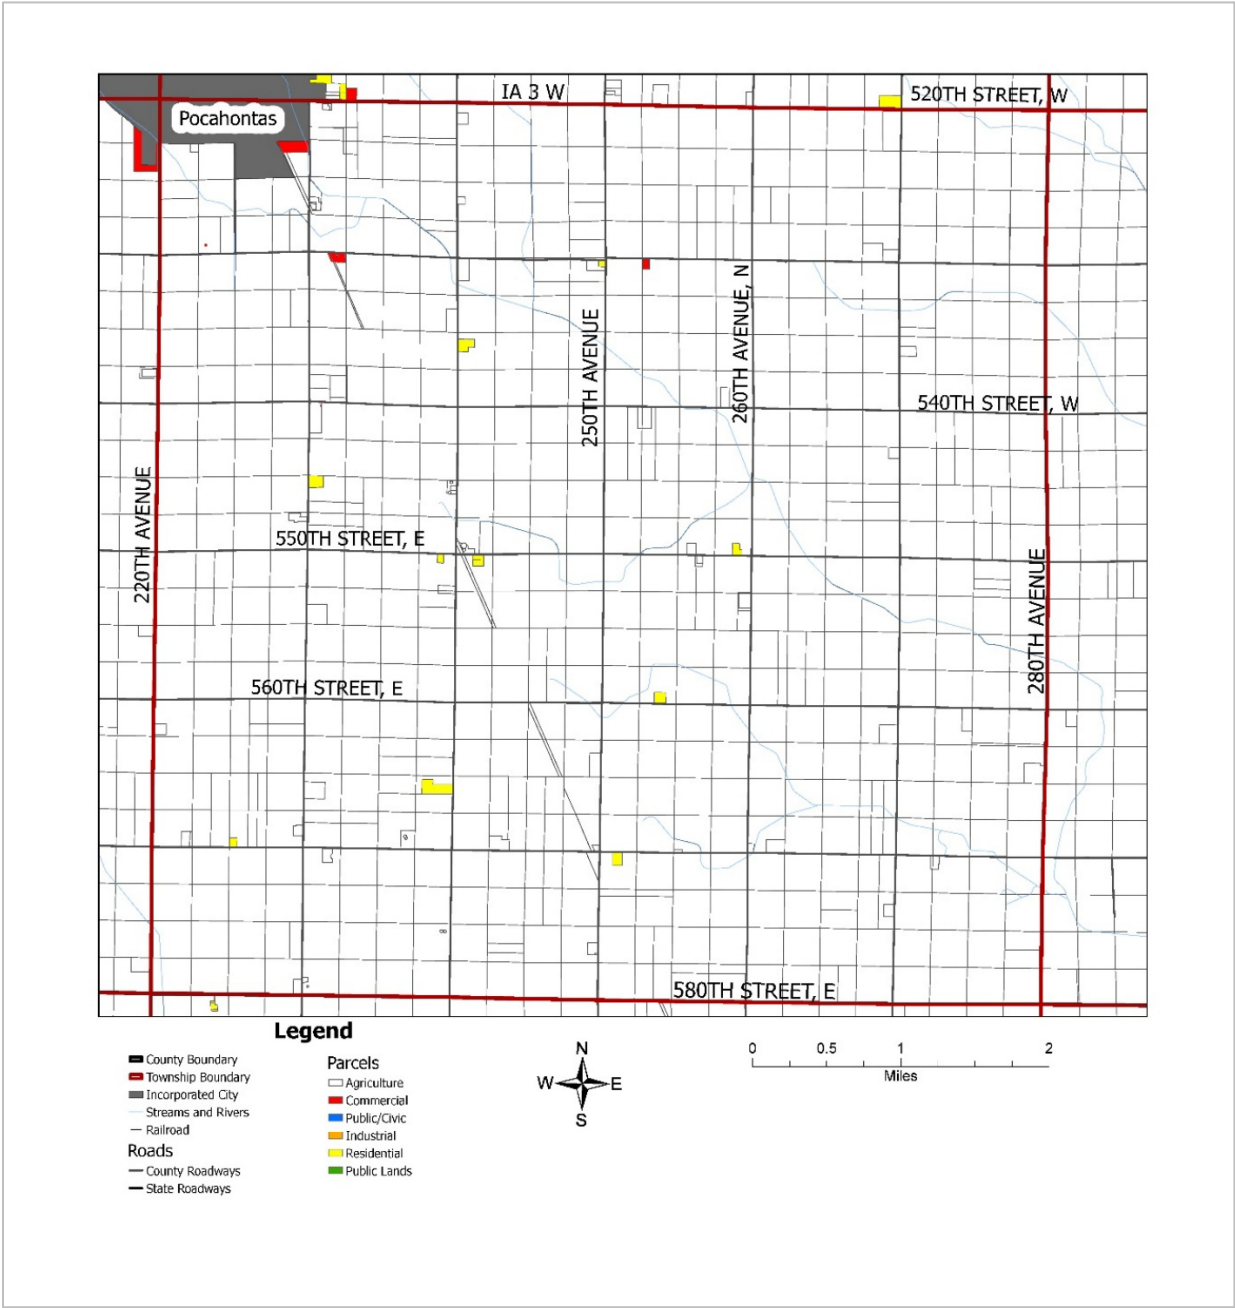 IA 3 W
520TH STREET, W
Pocahontas
260TH AVENUE, N
250TH AVENUE
540TH STREET, W
220TH AVENUE
550TH STREET, E
280TH AVENUE
560TH STREET, E
580TH STREET, E
Legend
County Boundary
Township Boundary
Incorporated City
Streams and Rivers
Railroad
Roads
County Roadways
State Roadways
Parcels
Agriculture
Commercial
Public/Civic
Industrial
Residential
Public Lands
N
W E
S
0 0.5 1 2
Miles